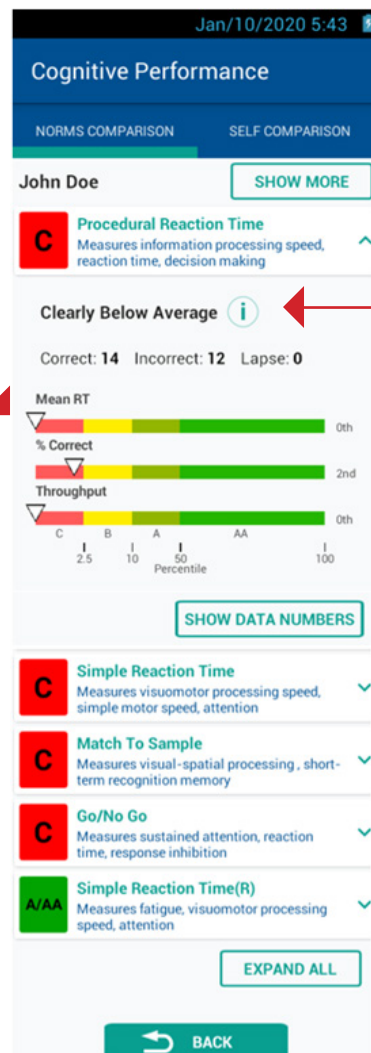 Jan/10/2020 5:43
Cognitive Performance
NORMS COMPARISON SELF COMPARISON
John Doe SHOW MORE
C Procedural Reaction Time
Measures information processing speed,
reaction time, decision making
Clearly Below Average i
Correct: 14 Incorrect: 12 Lapse: 0
Mean RT
0th
% Correct
2nd
Throughput
0th
C B A AA
2.5 10 50 100
Percentile
SHOW DATA NUMBERS
C Simple Reaction Time
Measures visuomotor processing speed,
simple motor speed, attention
C Match To Sample
Measures visual-spatial processing , short-
term recognition memory
C Go/No Go
Measures sustained attention, reaction
time, response inhibition
A/AA Simple Reaction Time(R)
Measures fatigue, visuomotor processing
speed, attention
EXPAND ALL
BACK